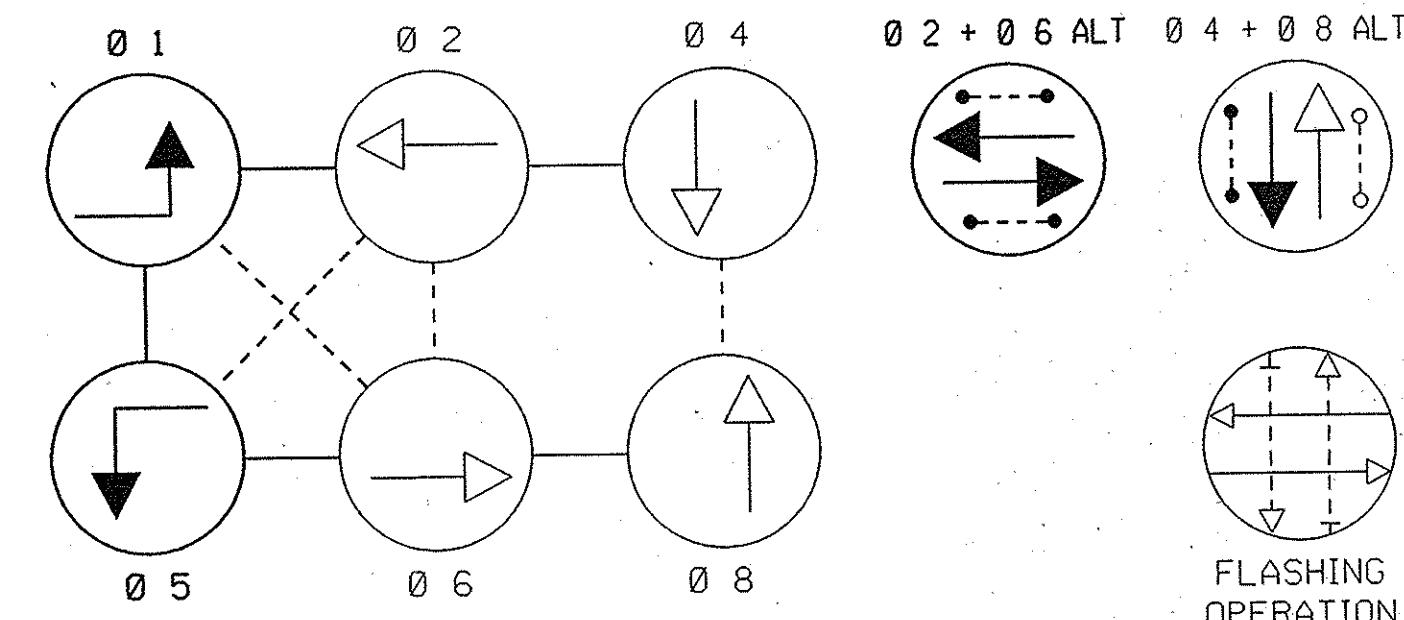 Ø 1
Ø 2
Ø 4
Ø 2 + Ø 6 ALT
Ø 4 + Ø 8 ALT
Ø 5
Ø 6
Ø 8
FLASHING
OPERATION